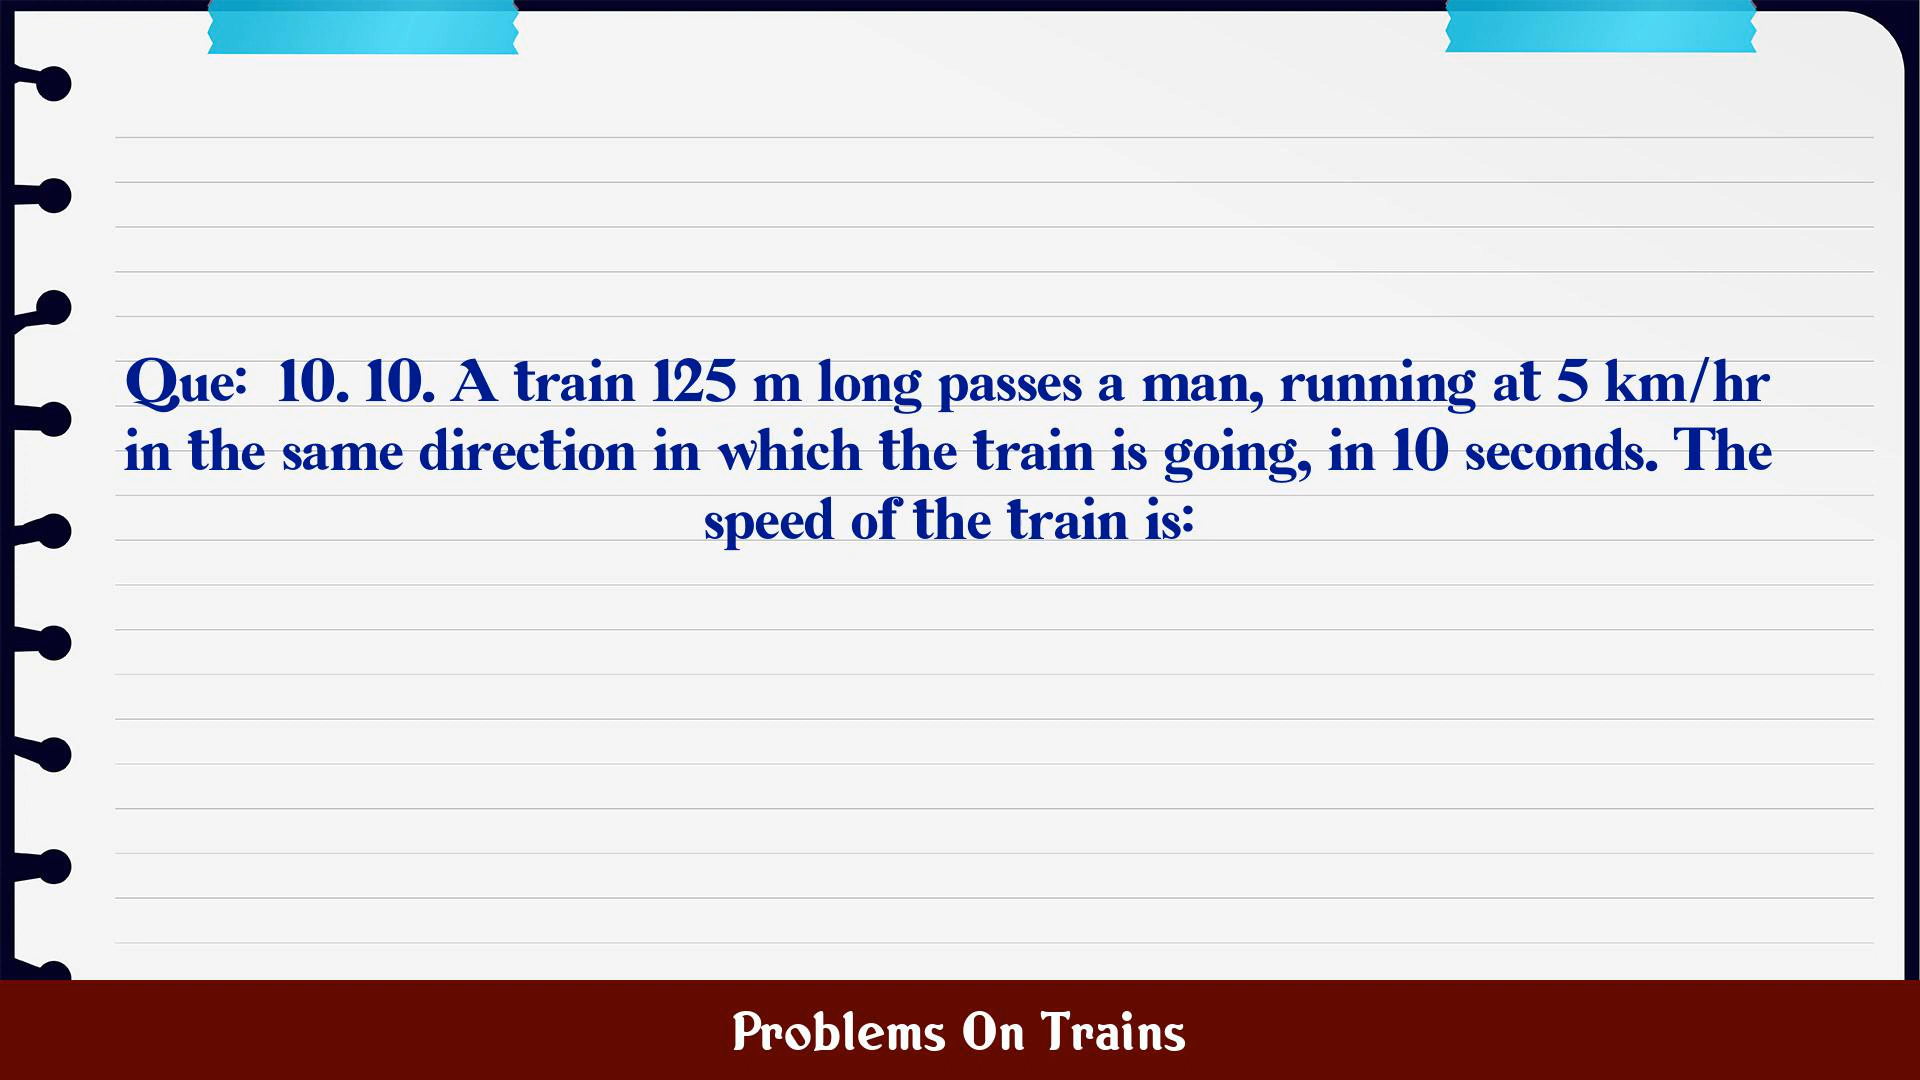 Que:  10. 10. A train 125 m long passes a man, running at 5 km/hr
in the same direction in which the train is going, in 10 seconds. The
speed of the train is:
Problems On Trains